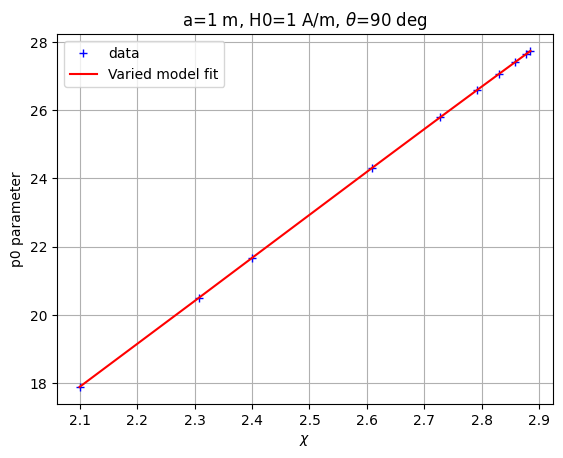 a=1 m, H0=1 A/m, θ=90 deg
data
Varied model fit
p0 parameter
28
26
24
22
20
18
2.1 2.2 2.3 2.4 2.5 2.6 2.7 2.8 2.9
χ